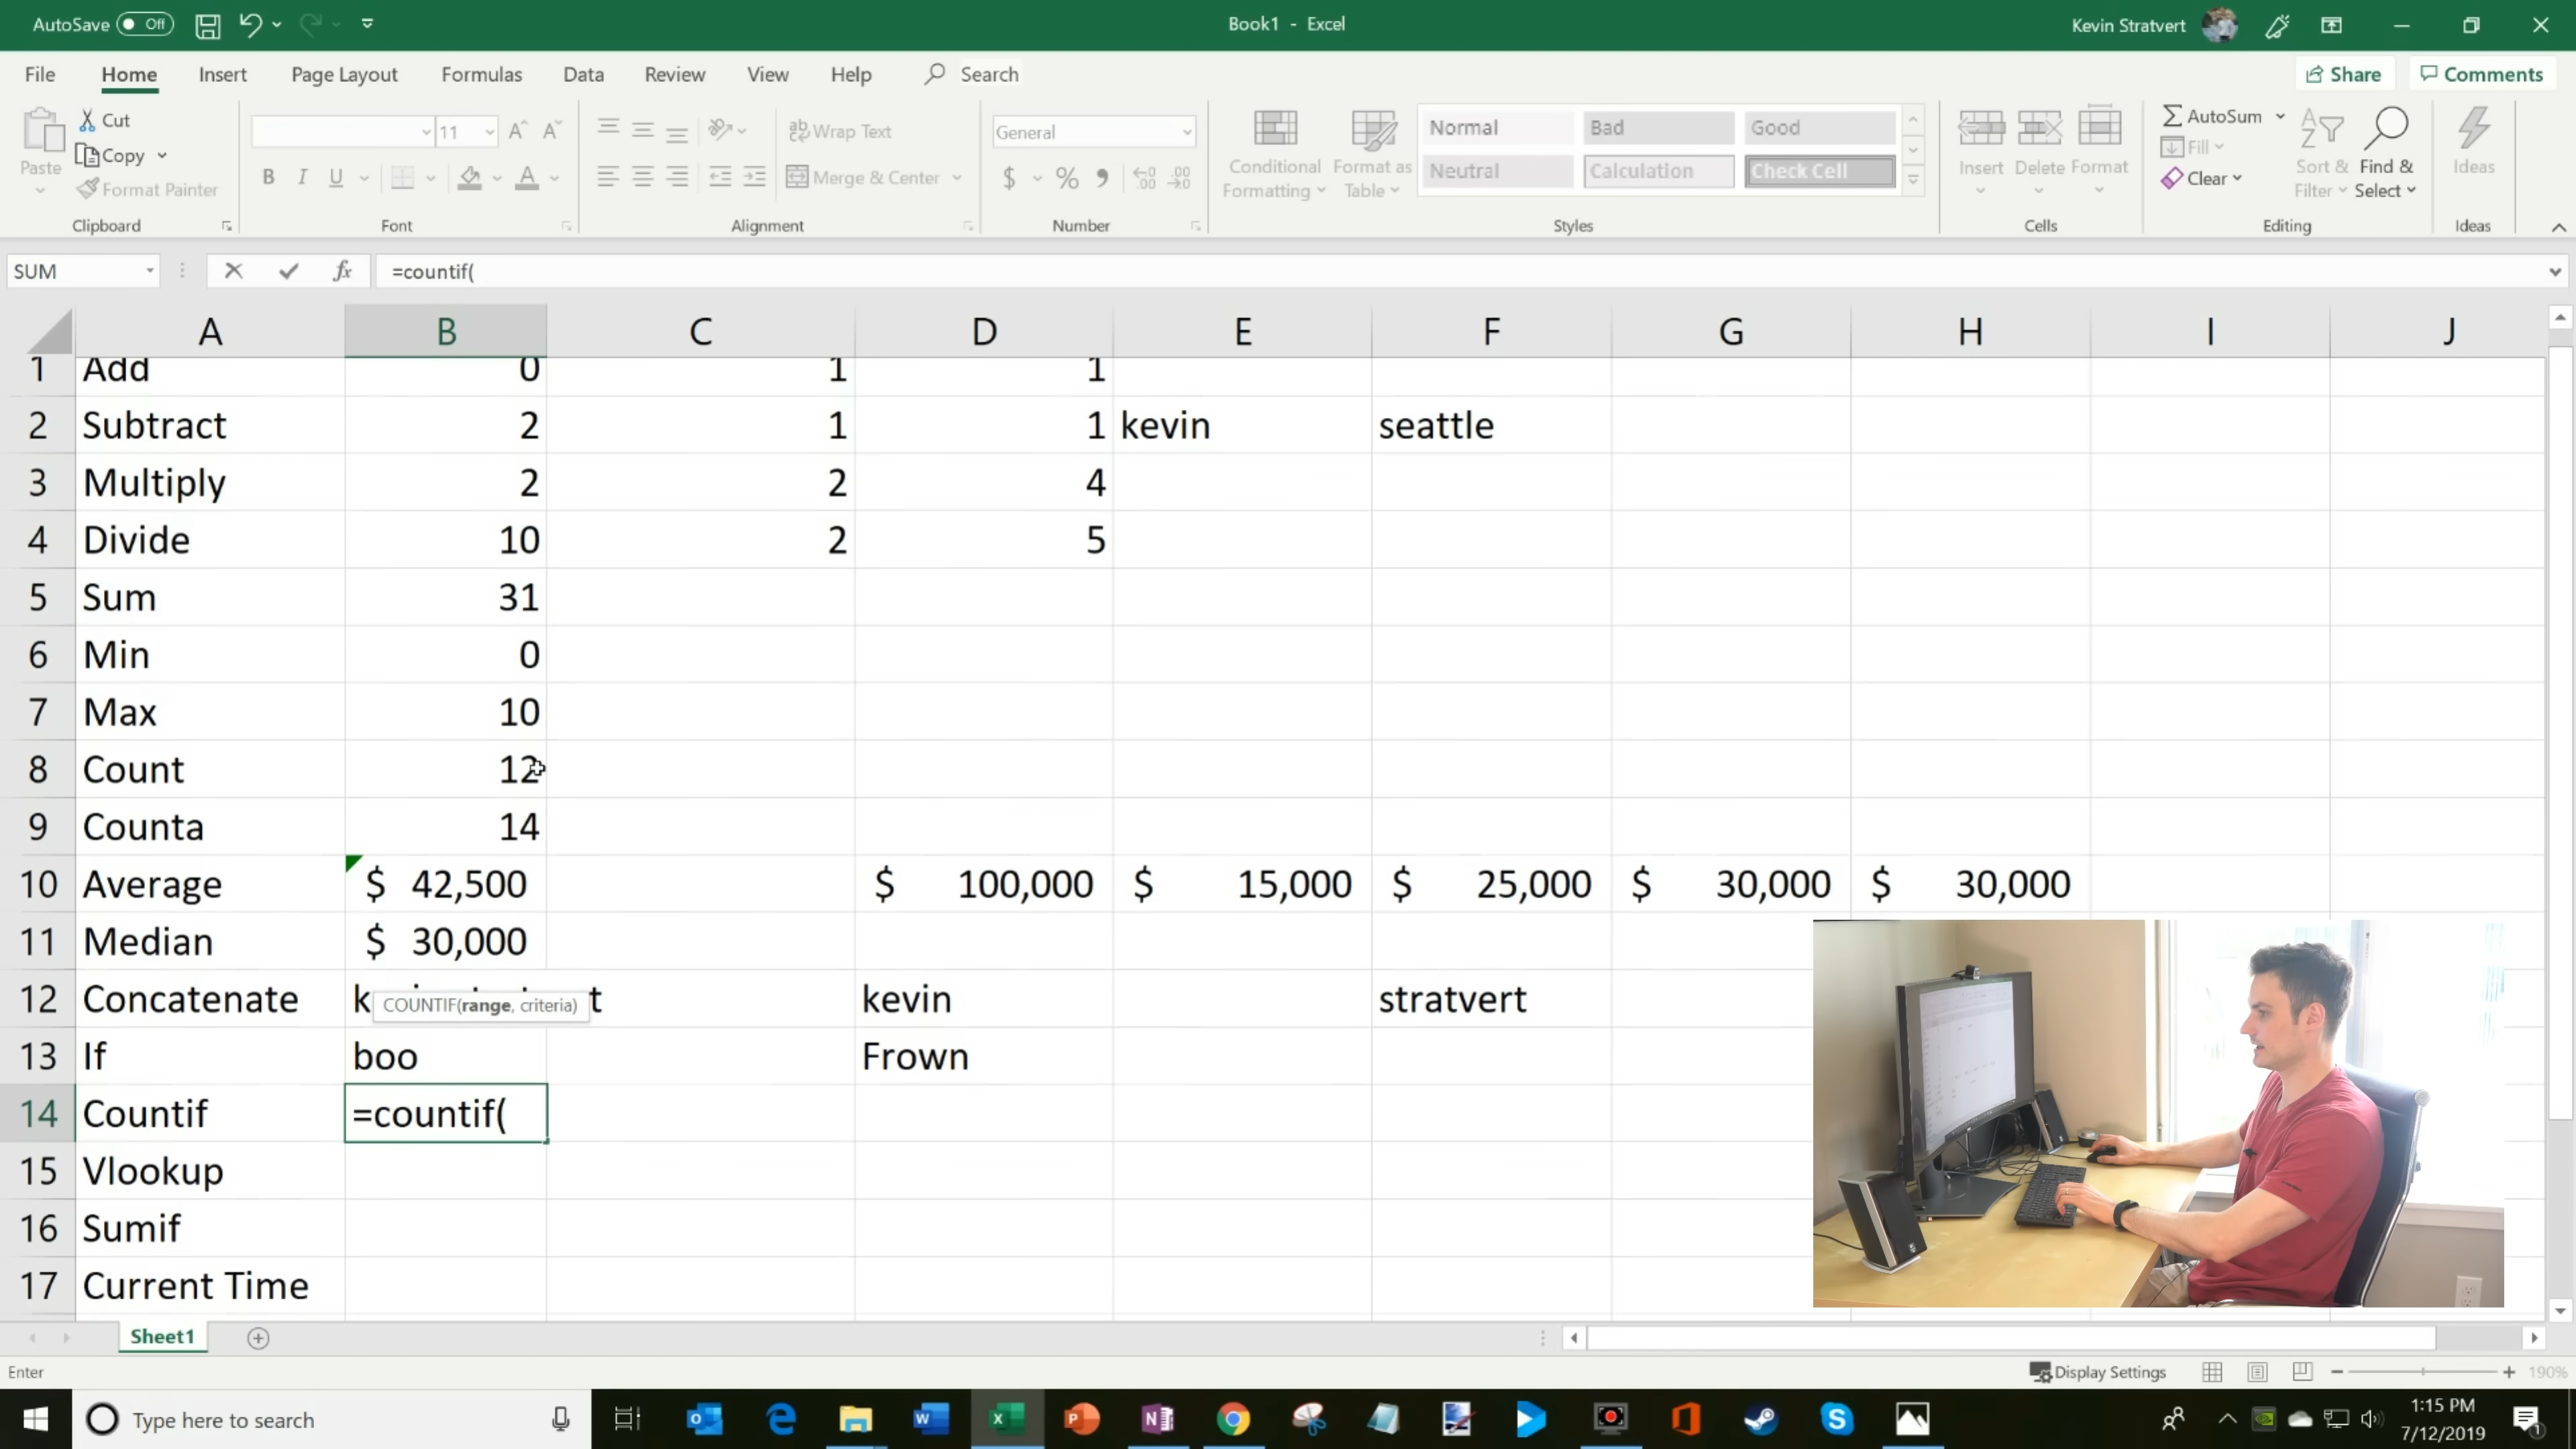 AutoSave Off Book1 - Excel Kevin Stratvert
File Home Insert Page Layout Formulas Data Review View Help Search Share Comments
Paste Cut Copy Format Painter Clipboard
11 B I U Font
Wrap Text Merge & Center Alignment
General $ % , Number
Conditional Formatting Format as Table
Normal Bad Good
Neutral Calculation Check Cell
Styles
Insert Delete Format Cells
AutoSum Fill Clear Sort & Filter Find & Select Editing
Ideas Ideas
SUM fx =countif(
A B C D E F G H I J
1 Add 0 1 1
2 Subtract 2 1 1 kevin seattle
3 Multiply 2 2 4
4 Divide 10 2 5
5 Sum 31
6 Min 0
7 Max 10
8 Count 12
9 Counta 14
10 Average $ 42,500 $ 100,000 $ 15,000 $ 25,000 $ 30,000 $ 30,000
11 Median $ 30,000
12 Concatenate COUNTIF(range, criteria) kevin stratvert
13 If boo Frown
14 Countif =countif(
15 Vlookup
16 Sumif
17 Current Time
Sheet1
Enter Display Settings 190%
Type here to search 1:15 PM
7/12/2019